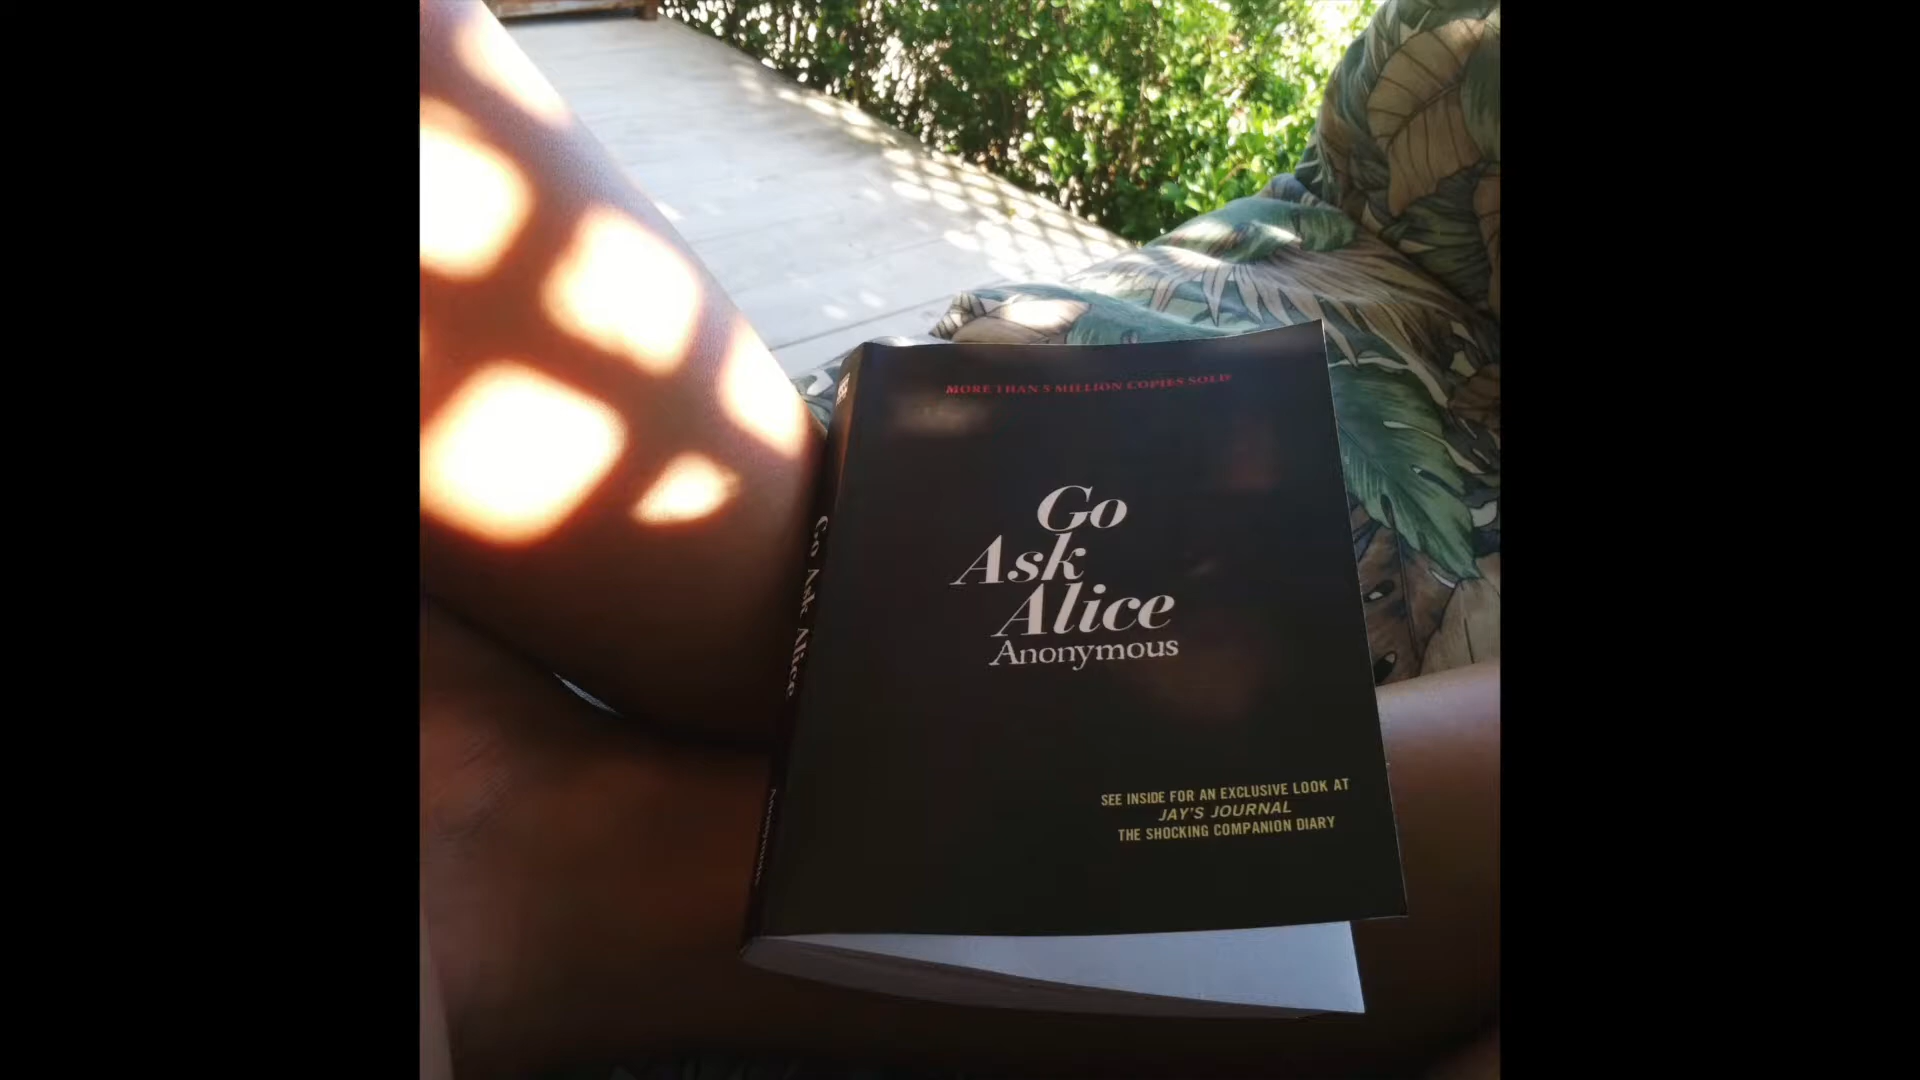 MORE THAN 5 MILLION COPIES SOLD
Go
Ask
Alice
Anonymous
SEE INSIDE FOR AN EXCLUSIVE LOOK AT
JAY'S JOURNAL
THE SHOCKING COMPANION DIARY
Go Ask Alice
Anonymous